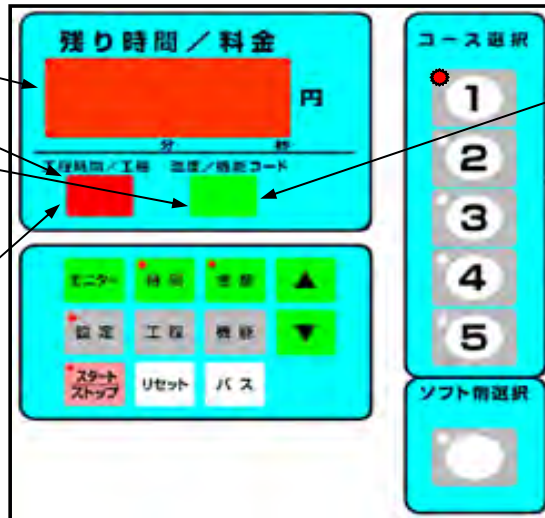 残り時間／料金
円
分 秒
工程時間／工程 温度／機能コード
モニター 時間 ▲
設定 工程 機能 ▼
スタート
ストップ リセット パス
コース選択
1
2
3
4
5
ソフト剤選択